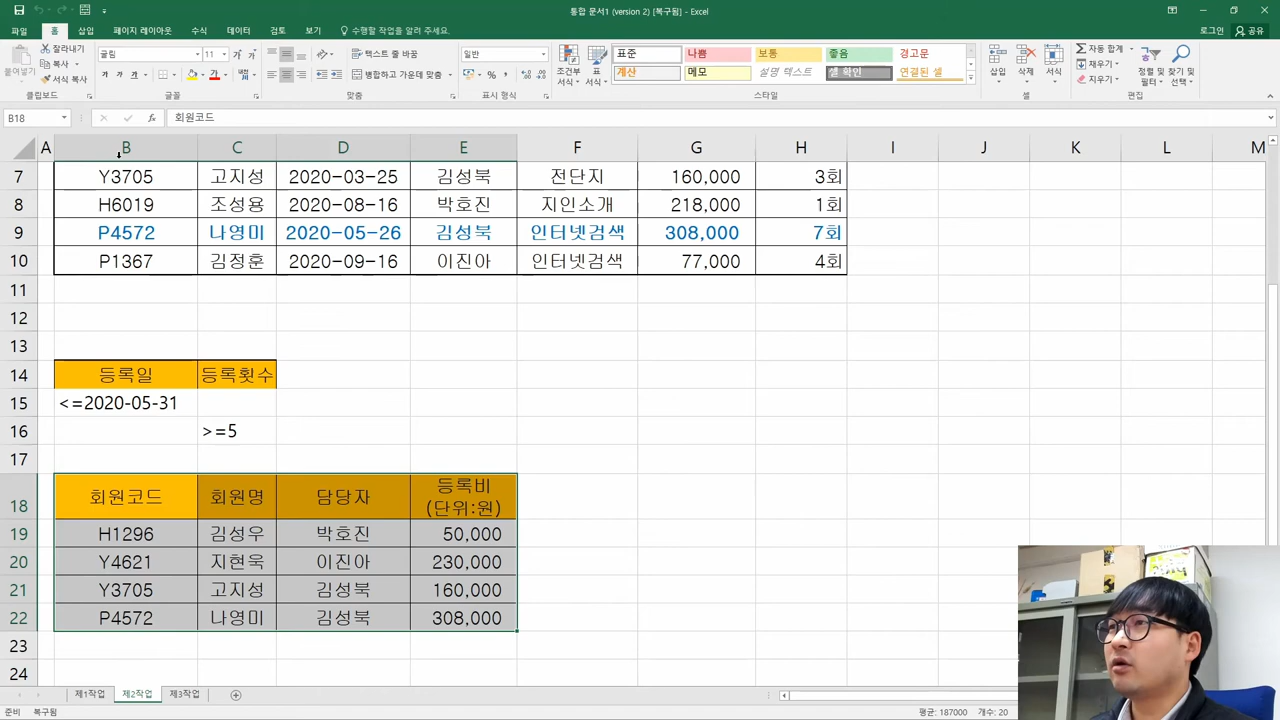 통합 문서1 (version 2) [복구됨] - Excel
로그인 공유
파일 홈 삽입 페이지 레이아웃 수식 데이터 검토 보기 수행할 작업을 알려 주세요.
붙여넣기 잘라내기 복사 서식 복사 클립보드
굴림 11 가 가 가 가 가 가 글꼴
텍스트 줄 바꿈 병합하고 가운데 맞춤 맞춤
일반 % 표시 형식
조건부 서식 표 서식 표준 나쁨 보통 좋음 경고문
계산 메모 설명 텍스트 셀 확인 연결된 셀 스타일
삽입 삭제 서식 셀
자동 합계 채우기 지우기 정렬 및 필터 찾기 및 선택 편집
B18 fx 회원코드
A B C D E F G H I J K L M
7 Y3705 고지성 2020-03-25 김성북 전단지 160,000 3회
8 H6019 조성용 2020-08-16 박호진 지인소개 218,000 1회
9 P4572 나영미 2020-05-26 김성북 인터넷검색 308,000 7회
10 P1367 김정훈 2020-09-16 이진아 인터넷검색 77,000 4회
11
12
13
14 등록일 등록횟수
15 <=2020-05-31
16 >=5
17
18 회원코드 회원명 담당자 등록비
(단위:원)
19 H1296 김성우 박호진 50,000
20 Y4621 지현욱 이진아 230,000
21 Y3705 고지성 김성북 160,000
22 P4572 나영미 김성북 308,000
23
24
제1작업 제2작업 제3작업
준비 복구됨 평균: 187000 개수: 20